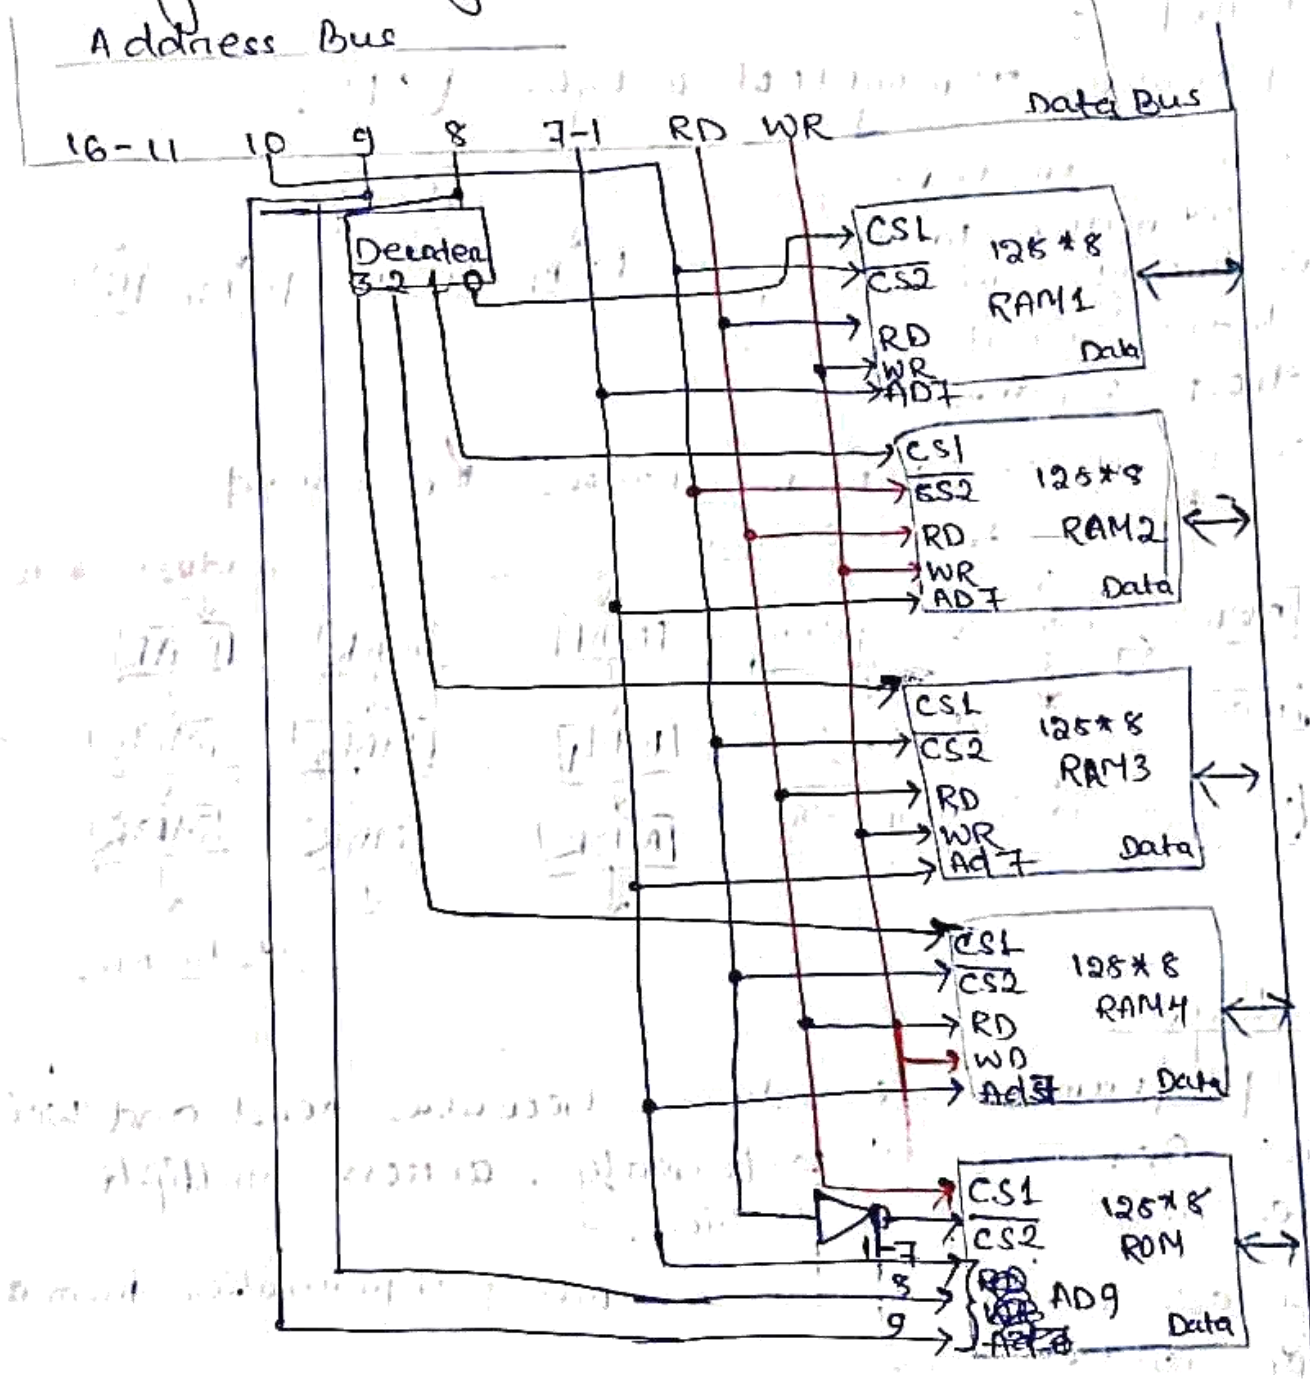 Address Bus
Data Bus
16-11 10 9 8 7-1 RD WR
Decoder
3 2 1 0
CS1
128*8
CS2
RAM1
RD
Data
WR
AD7
CS1
128*8
CS2
RD
RAM2
WR
Data
AD7
CS1
128*8
CS2
RAM3
RD
WR
Data
Ad7
CS1
128*8
CS2
RAM4
RD
WD
Data
CS1
128*8
CS2
ROM
1-7
8
AD9
9
Data